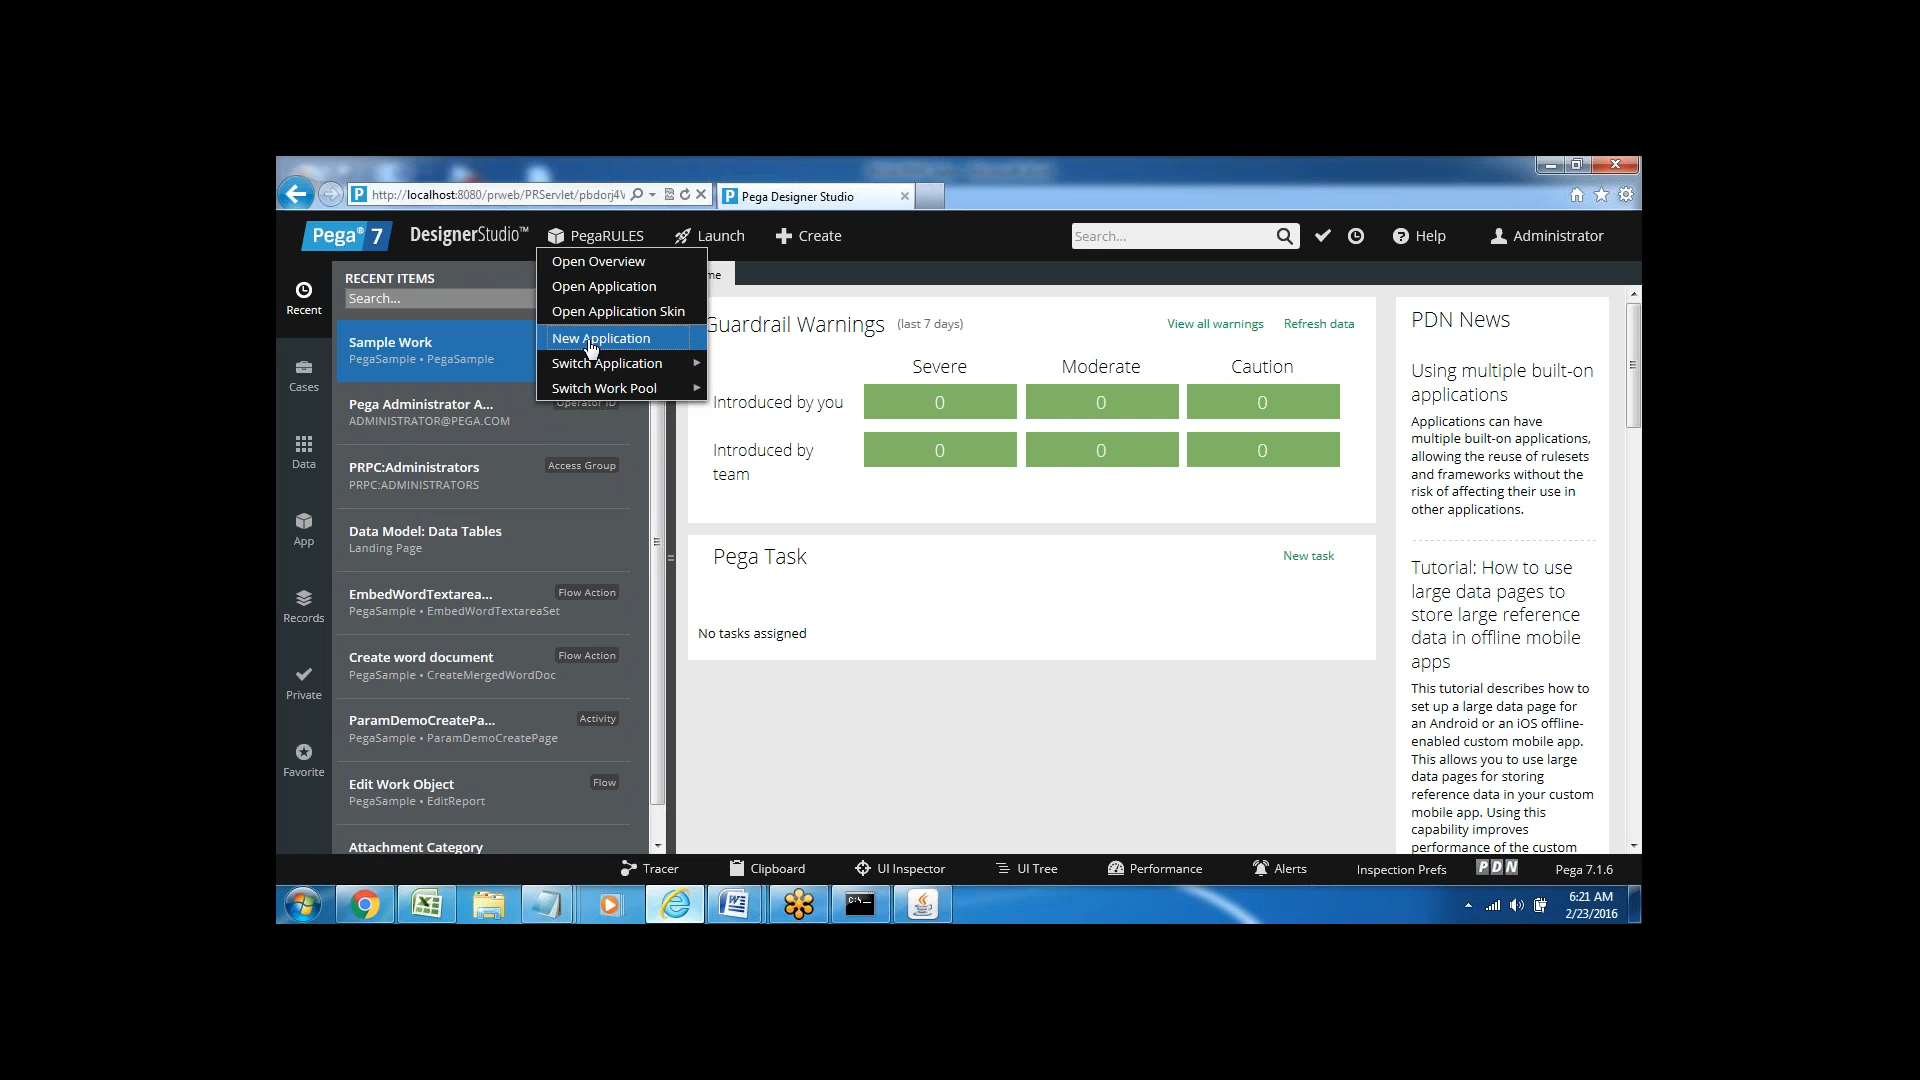 http://localhost:8080/prweb/PRServlet/pbdorj4V
Pega Designer Studio
Pega® 7
DesignerStudio™
PegaRULES
Launch
Create
Search...
Help
Administrator
Open Overview
Open Application
Open Application Skin
New Application
Switch Application
Switch Work Pool
Recent
Cases
Data
App
Records
Private
Favorite
RECENT ITEMS
Search...
Sample Work
PegaSample • PegaSample
Pega Administrator A...
Operator ID
ADMINISTRATOR@PEGA.COM
PRPC:Administrators
Access Group
PRPC:ADMINISTRATORS
Data Model: Data Tables
Landing Page
EmbedWordTextarea...
Flow Action
PegaSample • EmbedWordTextareaSet
Create word document
Flow Action
PegaSample • CreateMergedWordDoc
ParamDemoCreatePa...
Activity
PegaSample • ParamDemoCreatePage
Edit Work Object
Flow
PegaSample • EditReport
Attachment Category
me
Guardrail Warnings (last 7 days)
View all warnings
Refresh data
Severe
Moderate
Caution
Introduced by you
0
0
0
Introduced by
team
0
0
0
Pega Task
New task
No tasks assigned
PDN News
Using multiple built-on
applications
Applications can have
multiple built-on applications,
allowing the reuse of rulesets
and frameworks without the
risk of affecting their use in
other applications.
Tutorial: How to use
large data pages to
store large reference
data in offline mobile
apps
This tutorial describes how to
set up a large data page for
an Android or an iOS offline-
enabled custom mobile app.
This allows you to use large
data pages for storing
reference data in your custom
mobile app. Using this
capability improves
performance of the custom
Tracer
Clipboard
UI Inspector
UI Tree
Performance
Alerts
Inspection Prefs
PDN
Pega 7.1.6
6:21 AM
2/23/2016